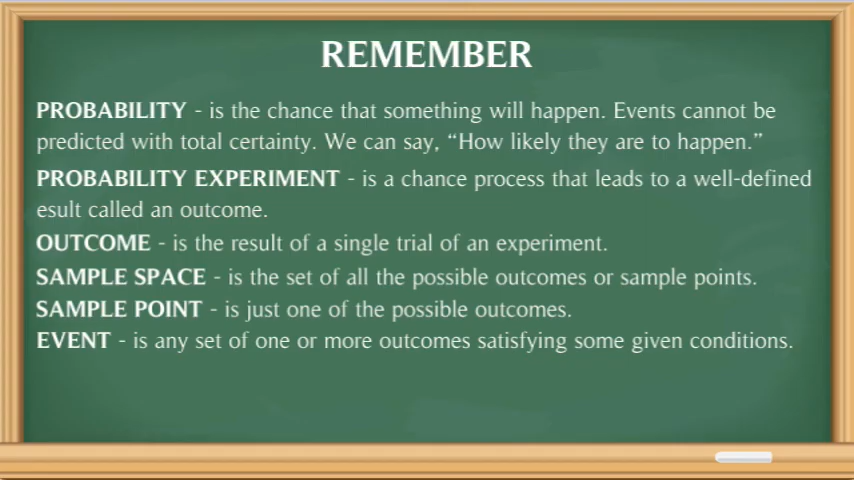 REMEMBER
PROBABILITY - is the chance that something will happen. Events cannot be
predicted with total certainty. We can say, “How likely they are to happen.”
PROBABILITY EXPERIMENT - is a chance process that leads to a well-defined
esult called an outcome.
OUTCOME - is the result of a single trial of an experiment.
SAMPLE SPACE - is the set of all the possible outcomes or sample points.
SAMPLE POINT - is just one of the possible outcomes.
EVENT - is any set of one or more outcomes satisfying some given conditions.